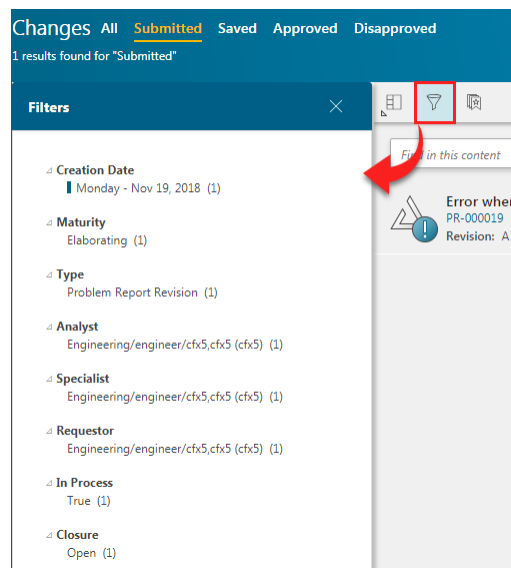 Changes All Submitted Saved Approved Disapproved
1 results found for "Submitted"
Filters
Creation Date
Monday - Nov 19, 2018 (1)
Maturity
Elaborating (1)
Type
Problem Report Revision (1)
Analyst
Engineering/engineer/cfx5,cfx5 (cfx5) (1)
Specialist
Engineering/engineer/cfx5,cfx5 (cfx5) (1)
Requestor
Engineering/engineer/cfx5,cfx5 (cfx5) (1)
In Process
True (1)
Closure
Open (1)
Find in this content
Error when
PR-000019
Revision: A